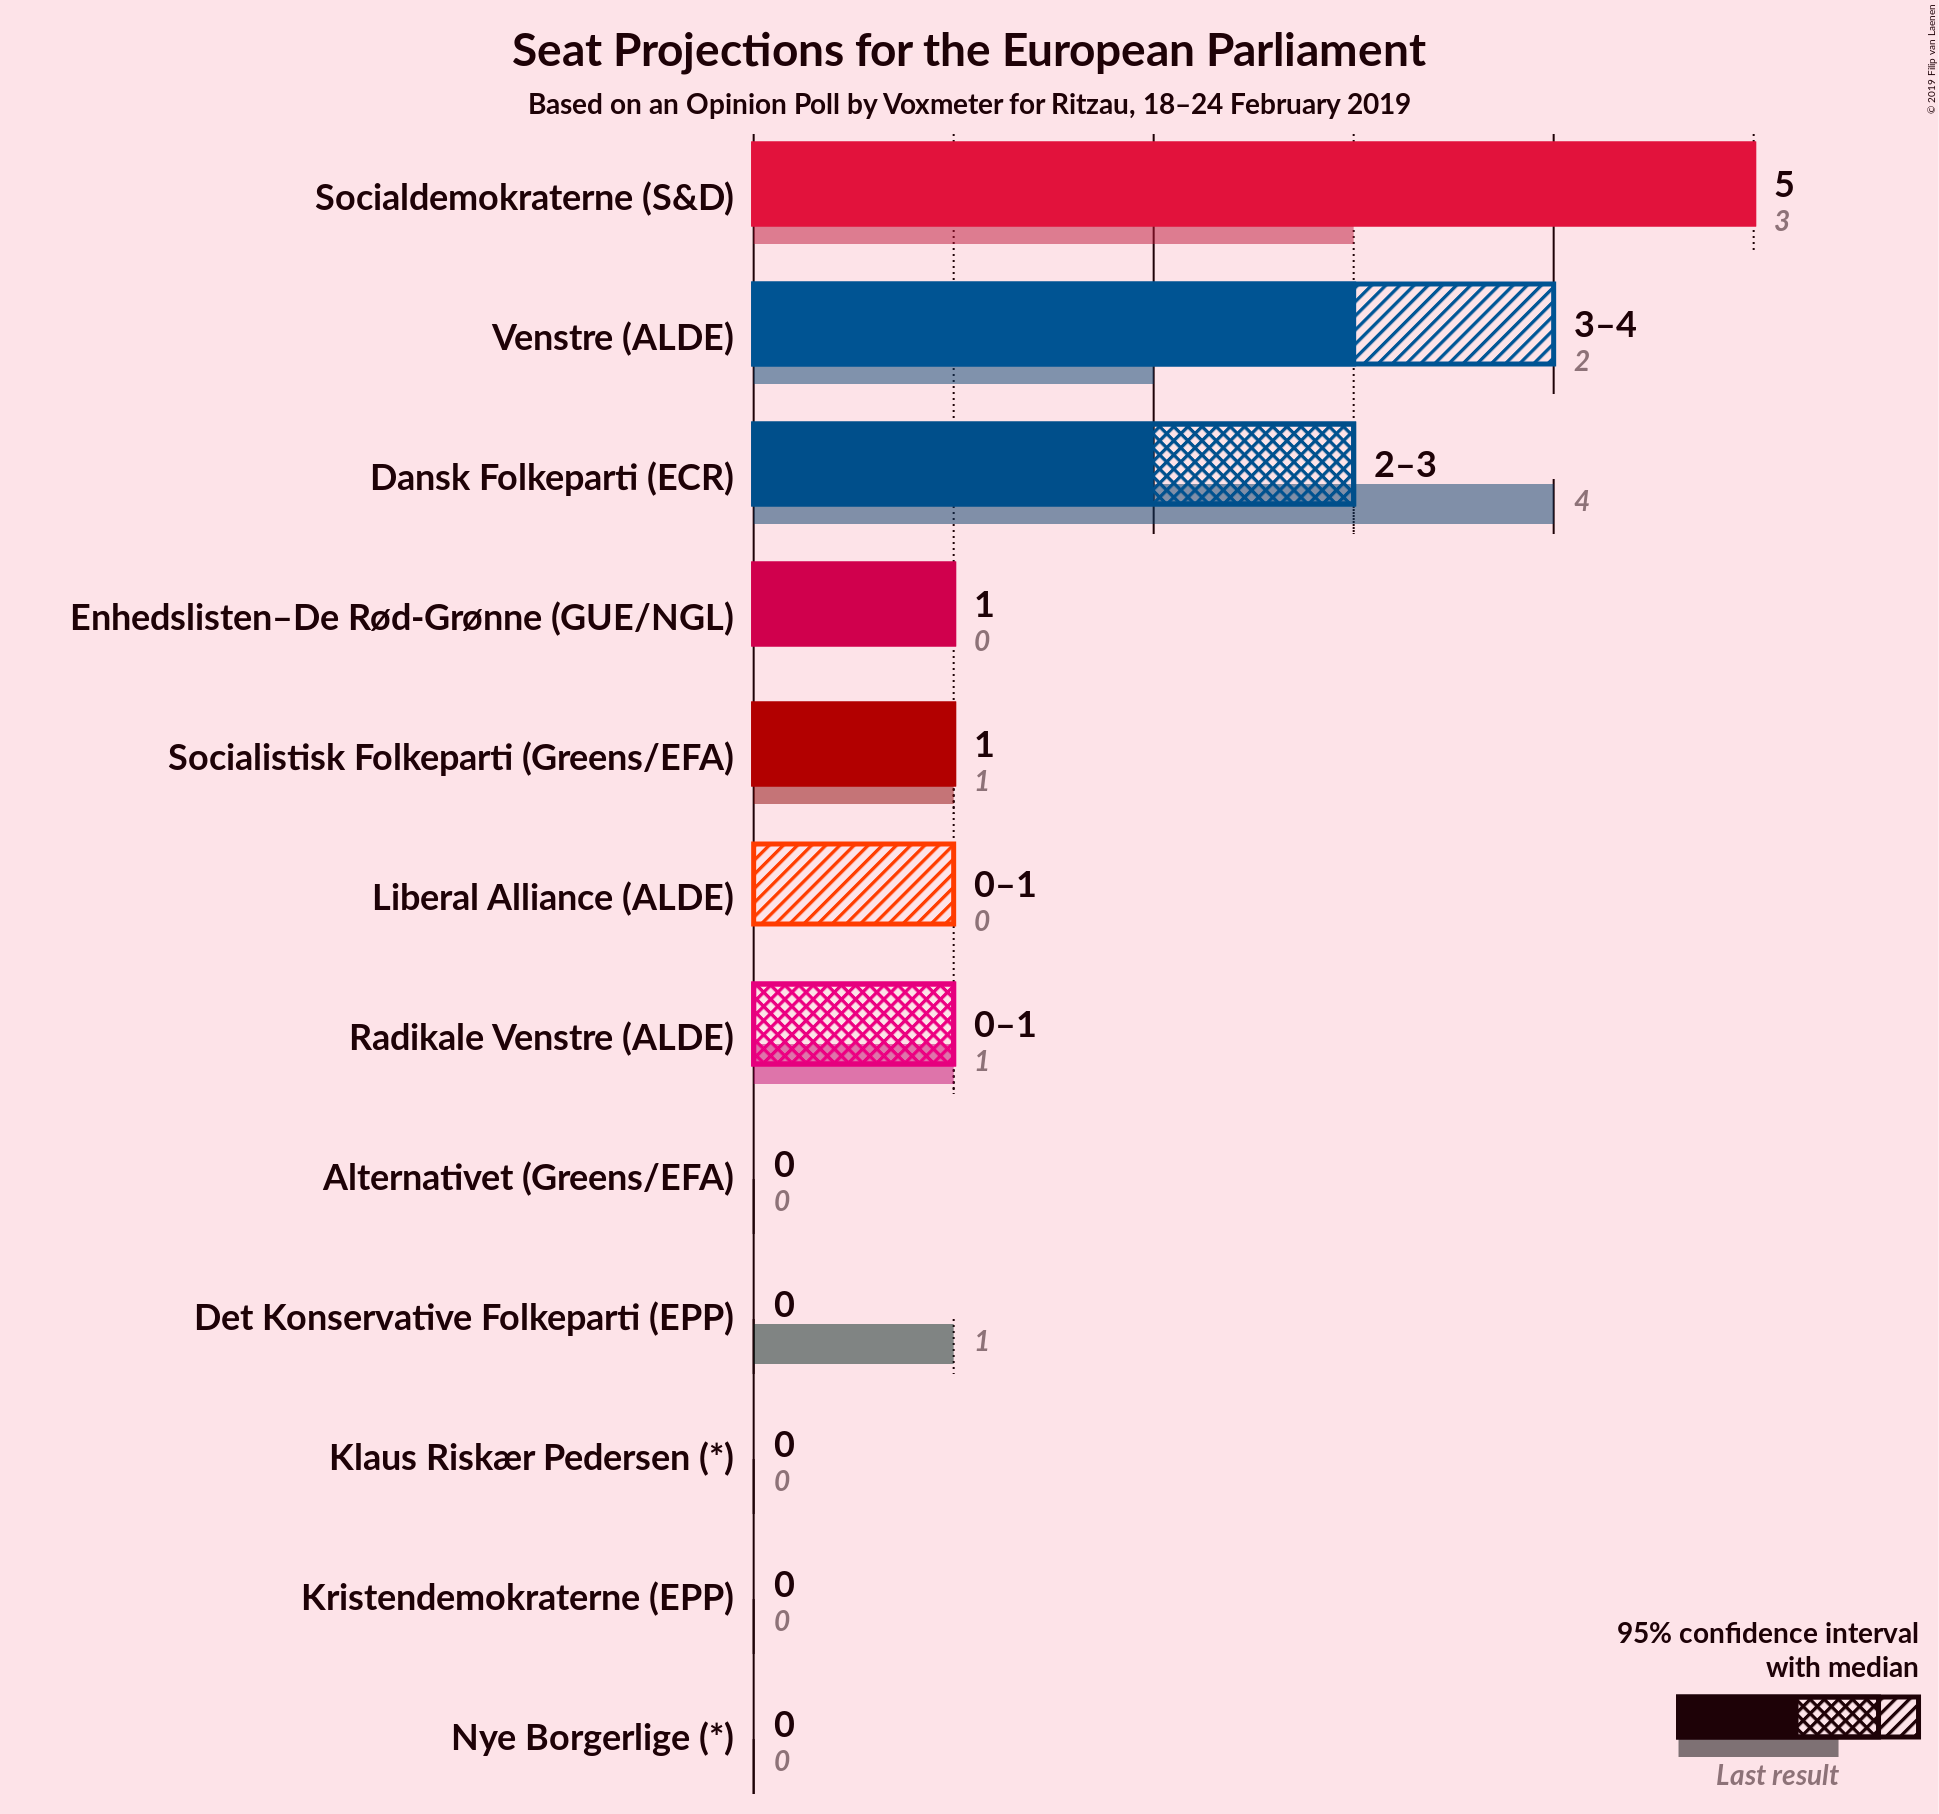 Seat Projections for the European Parliament
Based on an Opinion Poll by Voxmeter for Ritzau, 18–24 February 2019
© 2019 Filip van Laenen
Socialdemokraterne (S&D)
5
3
Venstre (ALDE)
3–4
2
Dansk Folkeparti (ECR)
2–3
4
Enhedslisten–De Rød-Grønne (GUE/NGL)
1
0
Socialistisk Folkeparti (Greens/EFA)
1
1
Liberal Alliance (ALDE)
0–1
0
Radikale Venstre (ALDE)
0–1
1
Alternativet (Greens/EFA)
0
0
Det Konservative Folkeparti (EPP)
0
1
Klaus Riskær Pedersen (*)
0
0
Kristendemokraterne (EPP)
0
0
Nye Borgerlige (*)
0
0
95% confidence interval
with median
Last result